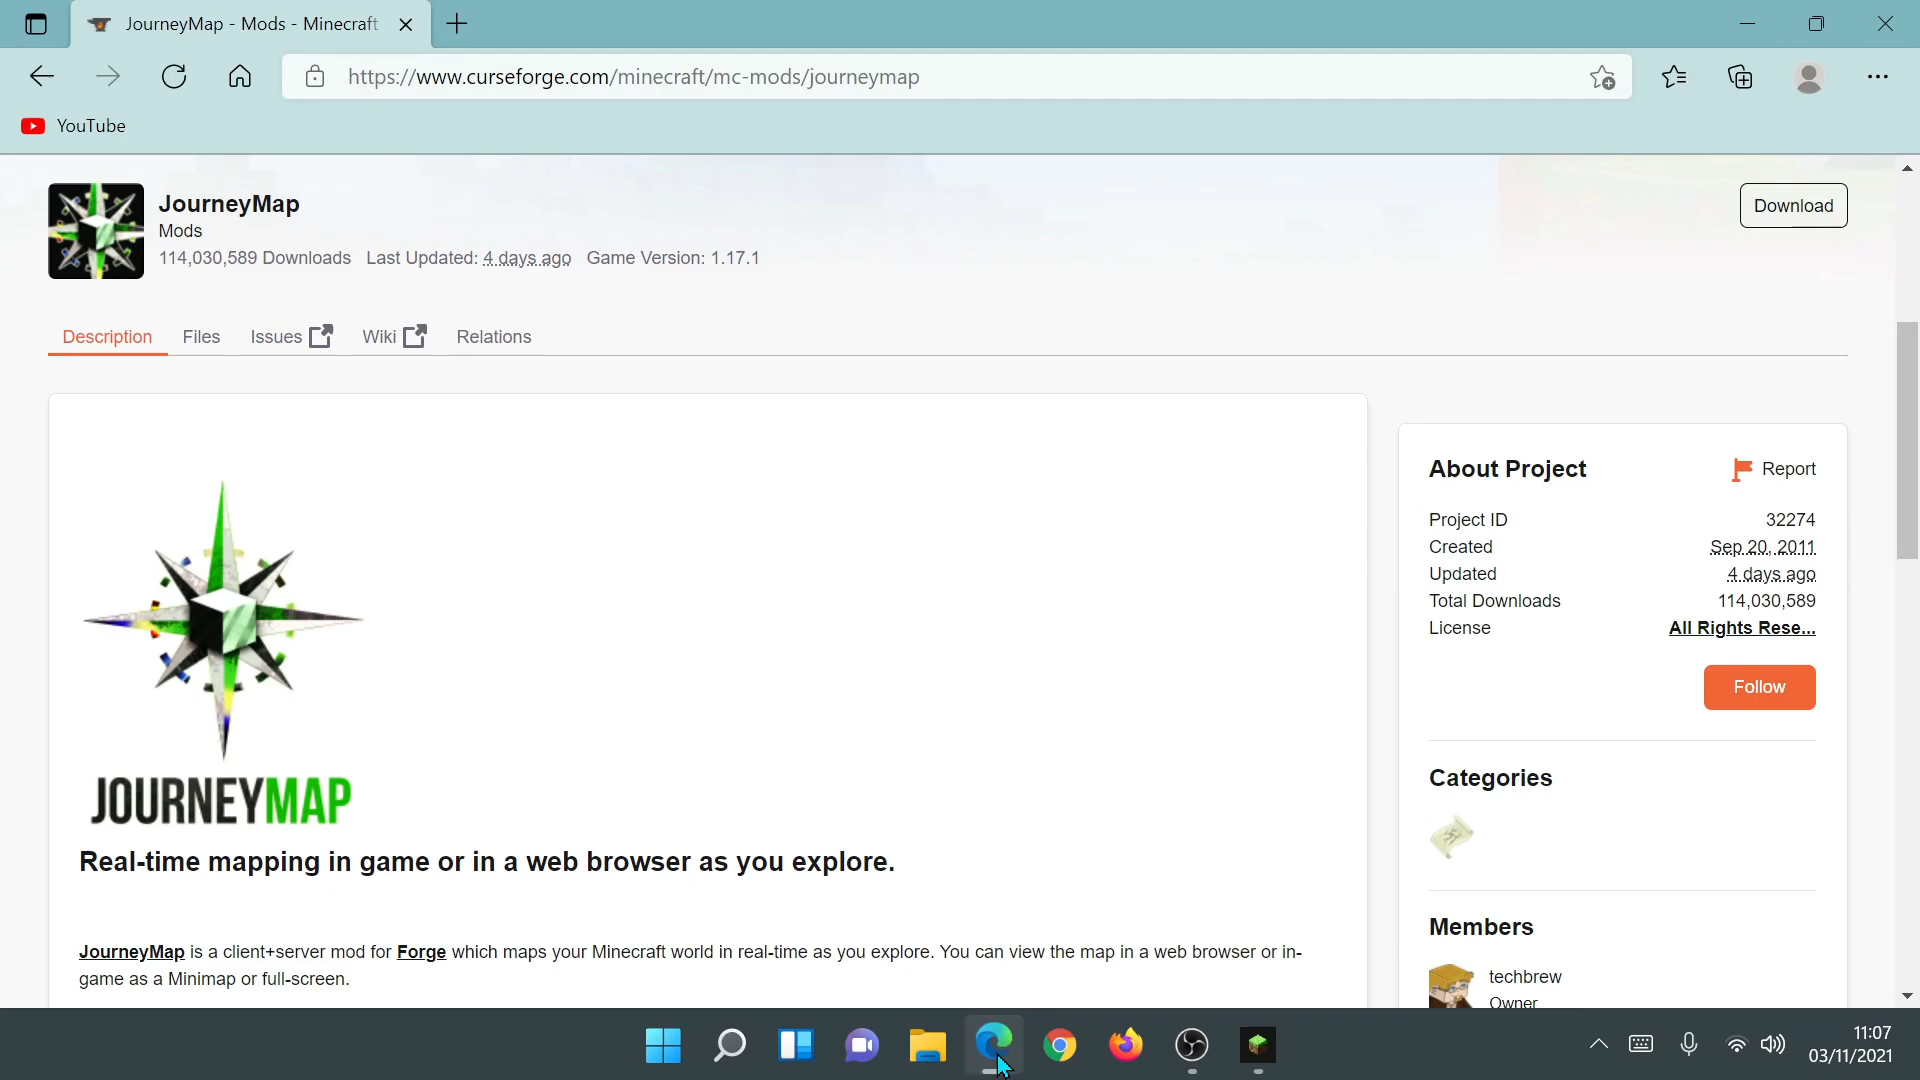 JourneyMap - Mods - Minecraft
https://www.curseforge.com/minecraft/mc-mods/journeymap
YouTube
JourneyMap
Download
Mods
114,030,589 Downloads Last Updated: 4 days ago Game Version: 1.17.1
Description Files Issues Wiki Relations
JOURNEYMAP
Real-time mapping in game or in a web browser as you explore.
JourneyMap is a client+server mod for Forge which maps your Minecraft world in real-time as you explore. You can view the map in a web browser or in-
game as a Minimap or full-screen.
About Project Report
Project ID 32274
Created Sep 20, 2011
Updated 4 days ago
Total Downloads 114,030,589
License All Rights Rese...
Follow
Categories
Members
techbrew
Owner
11:07
03/11/2021